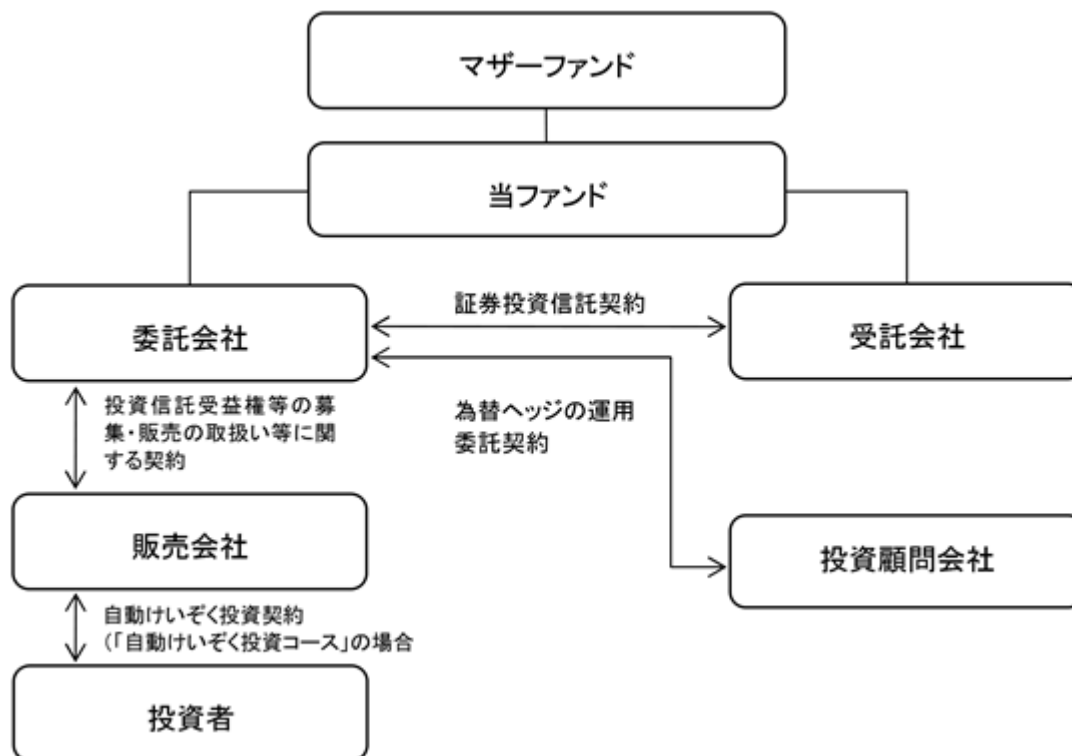 マザーファンド
当ファンド
委託会社
証券投資信託契約
受託会社
投資信託受益権等の募
集・販売の取扱い等に関
する契約
為替ヘッジの運用
委託契約
販売会社
投資顧問会社
自動けいぞく投資契約
(「自動けいぞく投資コース」の場合
投資者